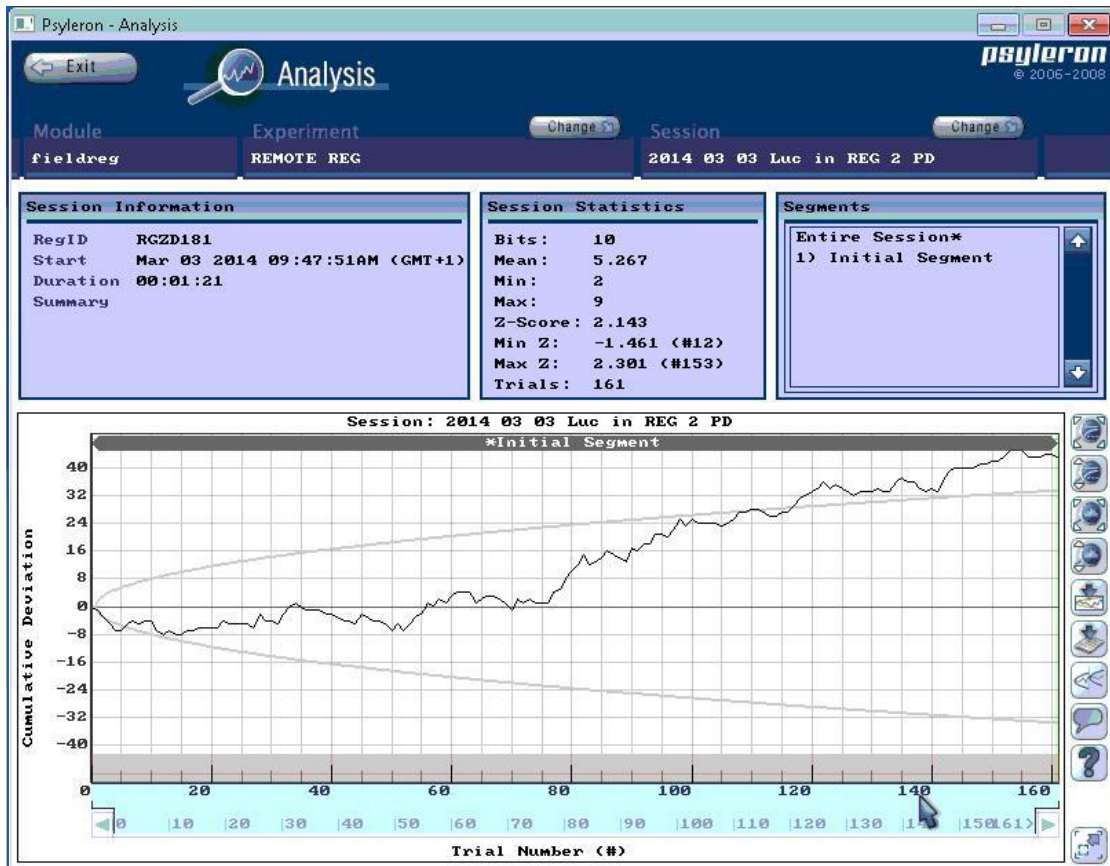 Psyleron - Analysis
Exit
Analysis
psyleron
© 2006-2008
Module
Experiment
Change
Session
Change
fieldreg
REMOTE REG
2014 03 03 Luc in REG 2 PD
Session Information
RegID RGZD181
Start Mar 03 2014 09:47:51AM (GMT+1)
Duration 00:01:21
Summary
Session Statistics
Bits: 10
Mean: 5.267
Min: 2
Max: 9
Z-Score: 2.143
Min Z: -1.461 (#12)
Max Z: 2.301 (#153)
Trials: 161
Segments
Entire Session*
1) Initial Segment
Session: 2014 03 03 Luc in REG 2 PD
*Initial Segment
Cumulative Deviation
40
32
24
16
8
0
-8
-16
-24
-32
-40
0 20 40 60 80 100 120 140 160
0 |10 |20 |30 |40 |50 |60 |70 |80 |90 |100 |110 |120 |130 |150 161>
Trial Number (#)